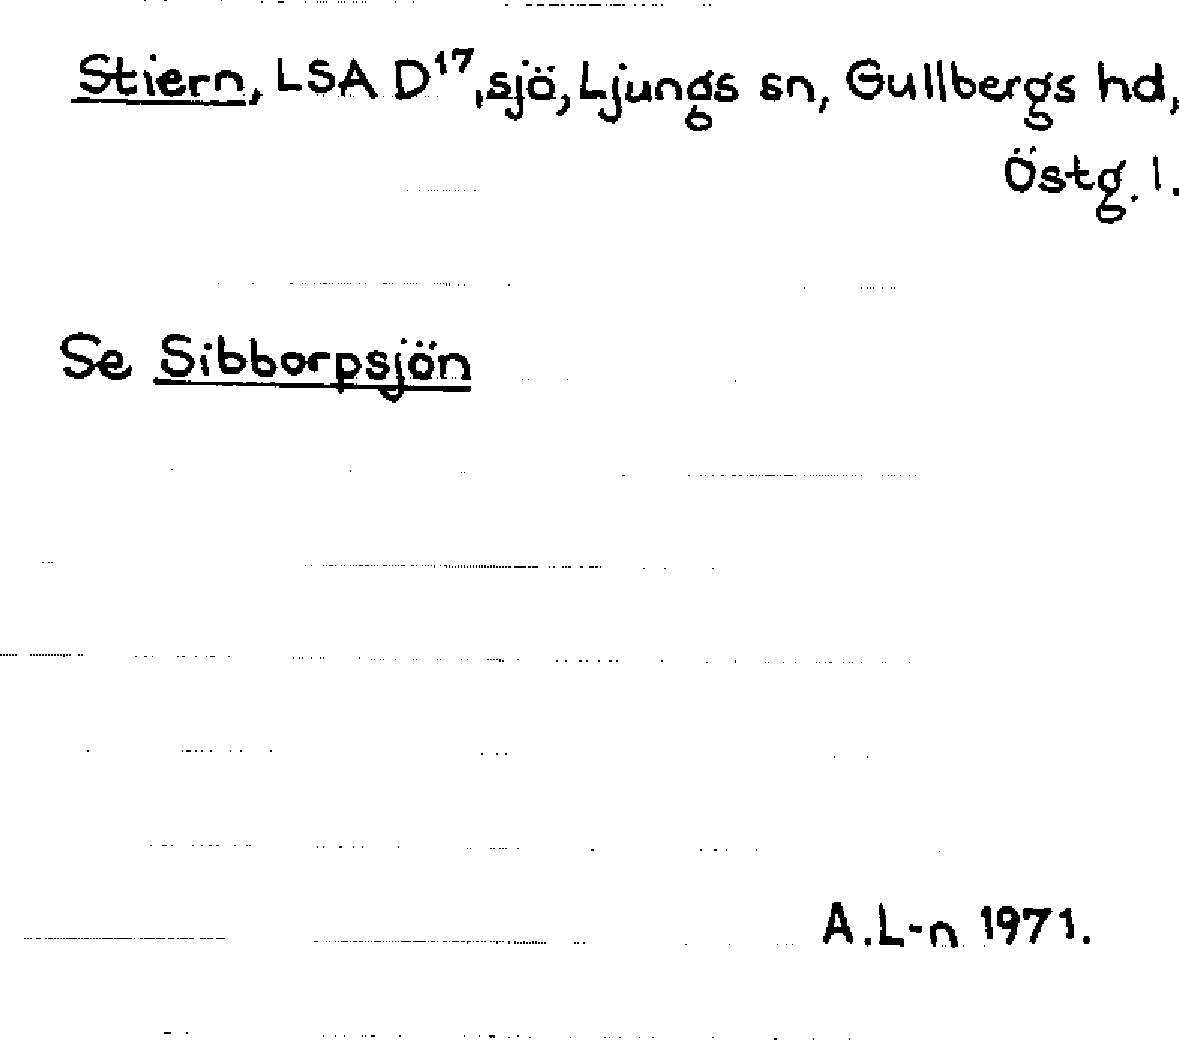 Stiern, LSA D¹⁷, sjö, Ljungs sn, Gullbergs hd,
Östg. l.
Se Sibborpsjön
A.L-n 1971.